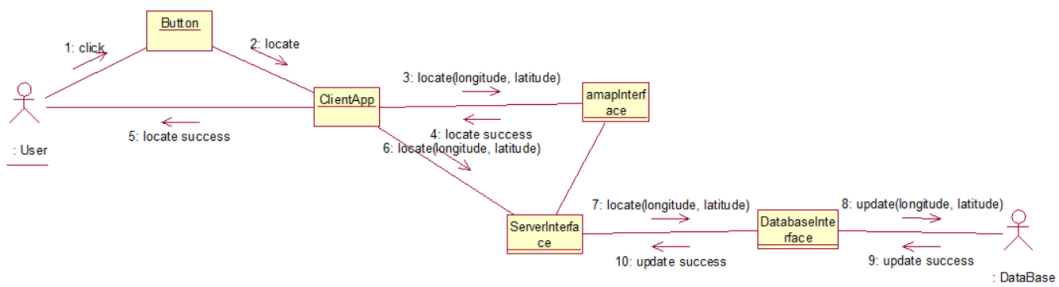 Button
1: click
2: locate
3: locate(longitude, latitude)
ClientApp
amapInterf
ace
5: locate success
4: locate success
6: locate(longitude, latitude)
: User
7: locate(longitude, latitude)
8: update(longitude, latitude)
ServerInterfa
ce
DatabaseInte
rface
10: update success
9: update success
: DataBase